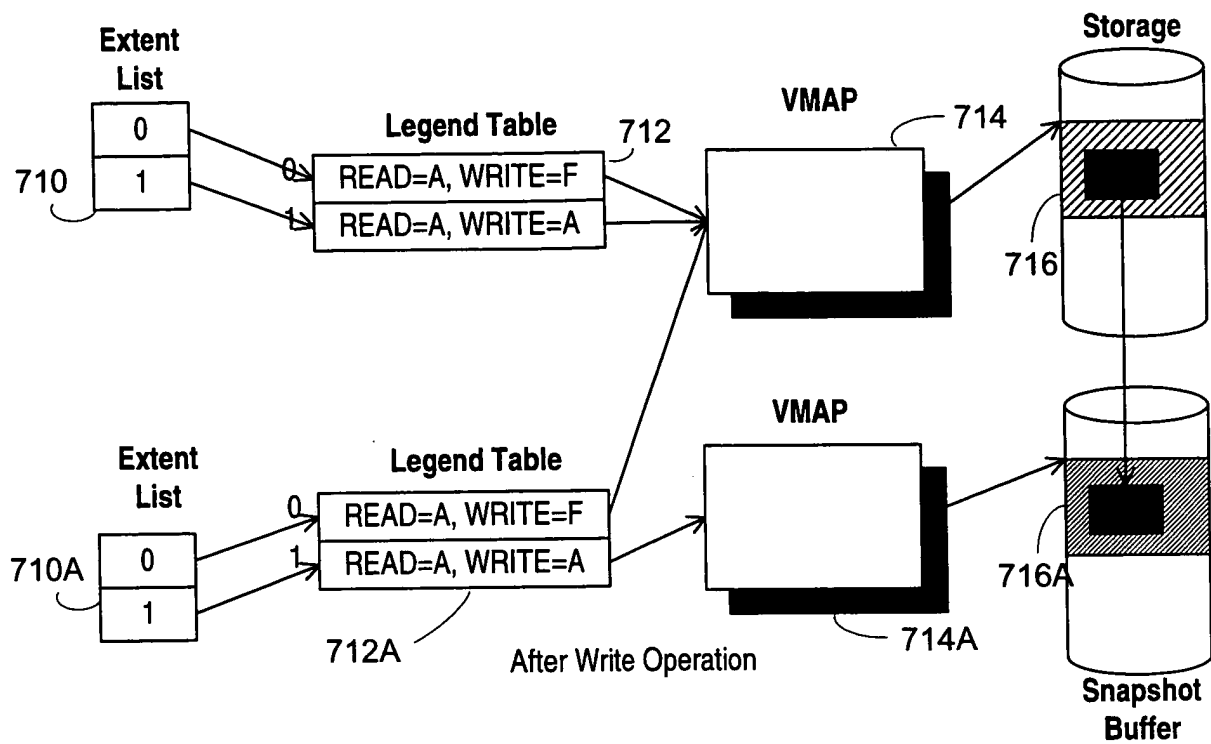 Extent
List
0
1
710
Legend Table
712
0
READ=A, WRITE=F
1
READ=A, WRITE=A
VMAP
714
Storage
716
Extent
List
0
1
710A
Legend Table
0
READ=A, WRITE=F
1
READ=A, WRITE=A
712A
VMAP
714A
716A
After Write Operation
Snapshot
Buffer